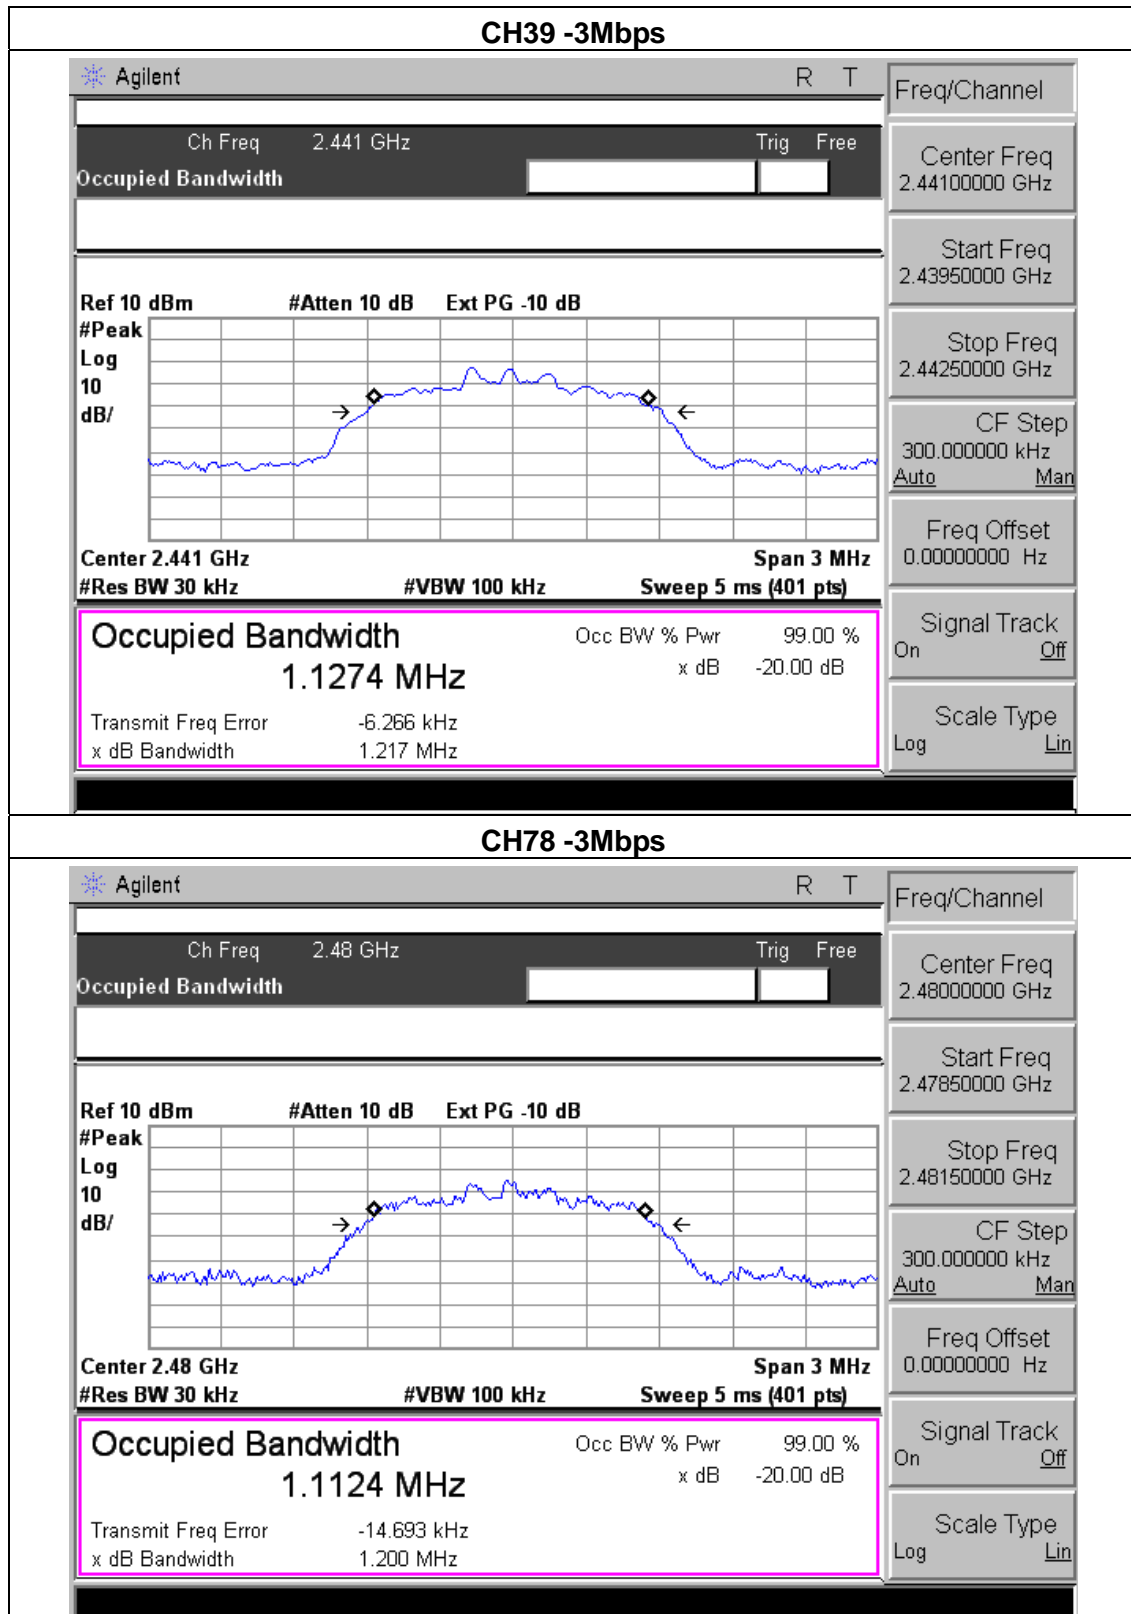 CH39 -3Mbps
Agilent R T
Freq/Channel
Ch Freq 2.441 GHz Trig Free
Occupied Bandwidth
Center Freq
2.44100000 GHz
Start Freq
2.43950000 GHz
Stop Freq
2.44250000 GHz
CF Step
300.000000 kHz
Auto Man
Freq Offset
0.00000000 Hz
Signal Track
On Off
Scale Type
Log Lin
Ref 10 dBm #Atten 10 dB Ext PG -10 dB
#Peak
Log
10
dB/
Center 2.441 GHz Span 3 MHz
#Res BW 30 kHz #VBW 100 kHz Sweep 5 ms (401 pts)
Occupied Bandwidth Occ BW % Pwr 99.00 %
1.1274 MHz x dB -20.00 dB
Transmit Freq Error -6.266 kHz
x dB Bandwidth 1.217 MHz
CH78 -3Mbps
Agilent R T
Freq/Channel
Ch Freq 2.48 GHz Trig Free
Occupied Bandwidth
Center Freq
2.48000000 GHz
Start Freq
2.47850000 GHz
Stop Freq
2.48150000 GHz
CF Step
300.000000 kHz
Auto Man
Freq Offset
0.00000000 Hz
Signal Track
On Off
Scale Type
Log Lin
Ref 10 dBm #Atten 10 dB Ext PG -10 dB
#Peak
Log
10
dB/
Center 2.48 GHz Span 3 MHz
#Res BW 30 kHz #VBW 100 kHz Sweep 5 ms (401 pts)
Occupied Bandwidth Occ BW % Pwr 99.00 %
1.1124 MHz x dB -20.00 dB
Transmit Freq Error -14.693 kHz
x dB Bandwidth 1.200 MHz